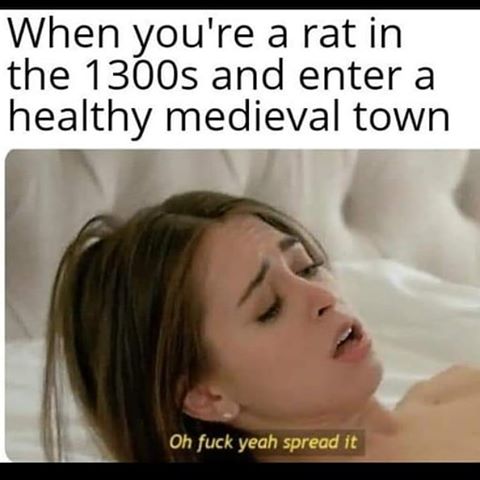 When you're a rat in
the 1300s and enter a
healthy medieval town
Oh fuck yeah spread it